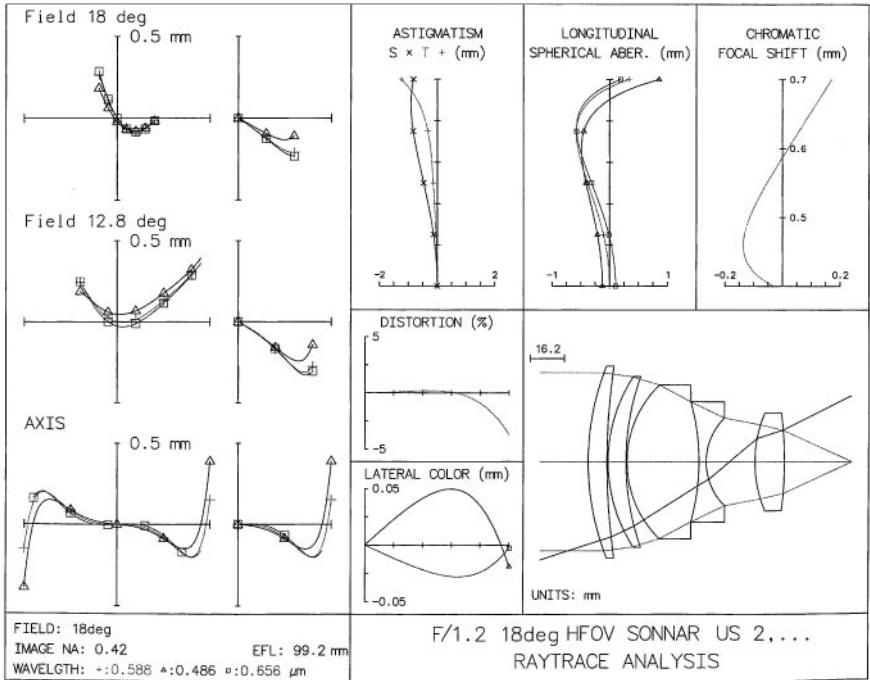 Field 18 deg
0.5 mm
Field 12.8 deg
0.5 mm
AXIS
0.5 mm
ASTIGMATISM
S × T + (mm)
-2
2
LONGITUDINAL
SPHERICAL ABER. (mm)
-1
1
CHROMATIC
FOCAL SHIFT (mm)
0.7
0.6
0.45
-0.2
0.2
DISTORTION (%)
5
-5
LATERAL COLOR (mm)
0.05
-0.05
16.2
UNITS: mm
FIELD: 18deg
IMAGE NA: 0.42 EFL: 99.2 mm
WAVELGTH: +:0.588 ▵:0.486 ▫:0.656 µm
F/1.2 18deg HFOV SONNAR US 2,...
RAYTRACE ANALYSIS